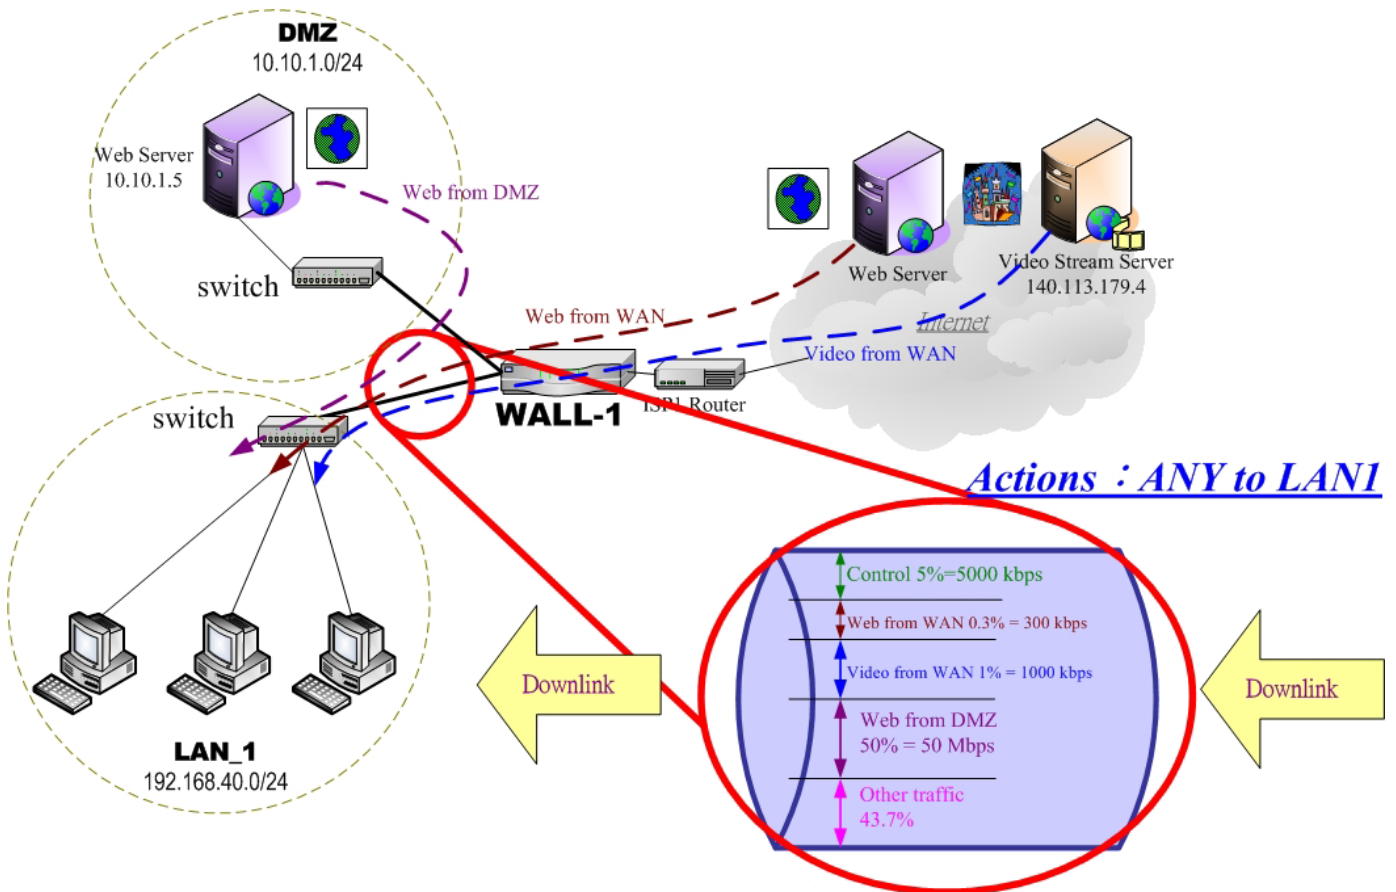 DMZ
10.10.1.0/24
Web Server
10.10.1.5
Web from DMZ
switch
Web Server
Video Stream Server
140.113.179.4
Internet
Web from WAN
Video from WAN
switch
WALL-1
ISP1 Router
Actions：ANY to LAN1
Control 5%=5000 kbps
Web from WAN 0.3% = 300 kbps
Video from WAN 1% = 1000 kbps
Web from DMZ
50% = 50 Mbps
Other traffic
43.7%
Downlink
Downlink
LAN_1
192.168.40.0/24